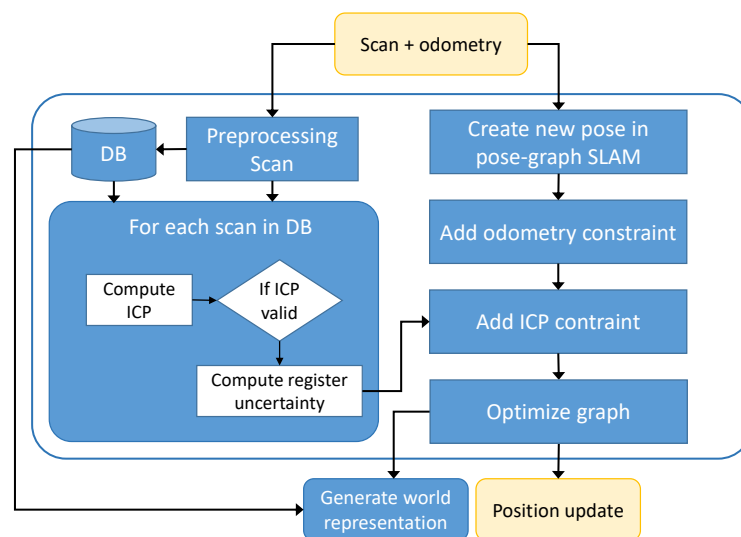 Scan + odometry
DB
Preprocessing
Scan
Create new pose in
pose-graph SLAM
For each scan in DB
Add odometry constraint
Compute
ICP
If ICP
valid
Add ICP contraint
Compute register
uncertainty
Optimize graph
Generate world
representation
Position update